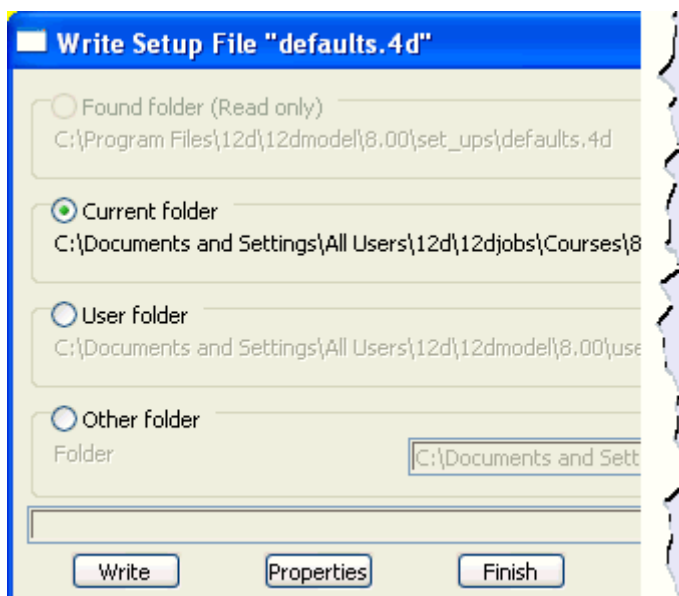 Write Setup File "defaults.4d"
Found folder (Read only)
C:\Program Files\12d\12dmodel\8.00\set_ups\defaults.4d
Current folder
C:\Documents and Settings\All Users\12d\12djobs\Courses\8
User folder
C:\Documents and Settings\All Users\12d\12dmodel\8.00\use
Other folder
Folder C:\Documents and Sett
Write Properties Finish